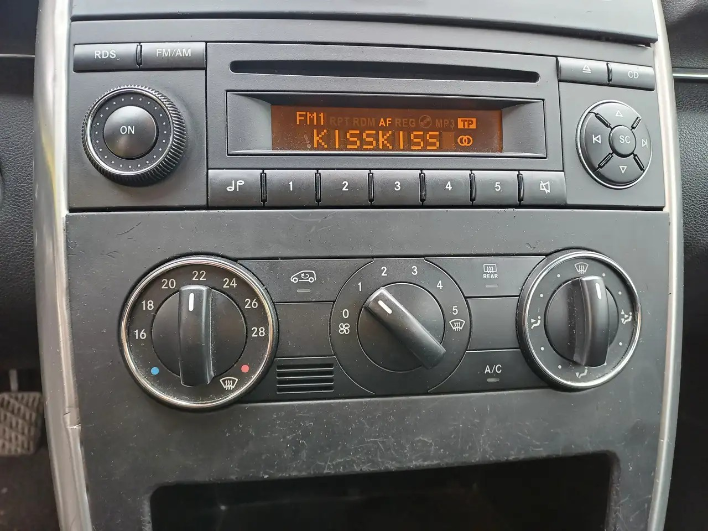 RDS FM/AM
CD
ON
FM1 RPT RDM AF REG MP3 TP
KISSKISS
SC
1 2 3 4 5
16 18 20 22 24 26 28
0 1 2 3 4 5
REAR
A/C